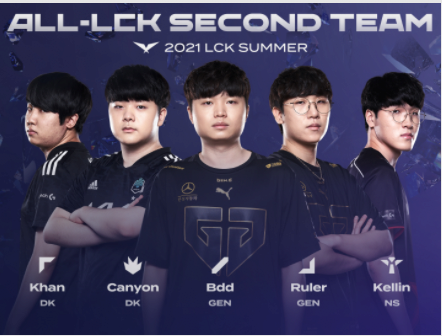 ALL-LCK SECOND TEAM
2021 LCK SUMMER
Khan Canyon Bdd Ruler Kellin
DK DK GEN GEN NS